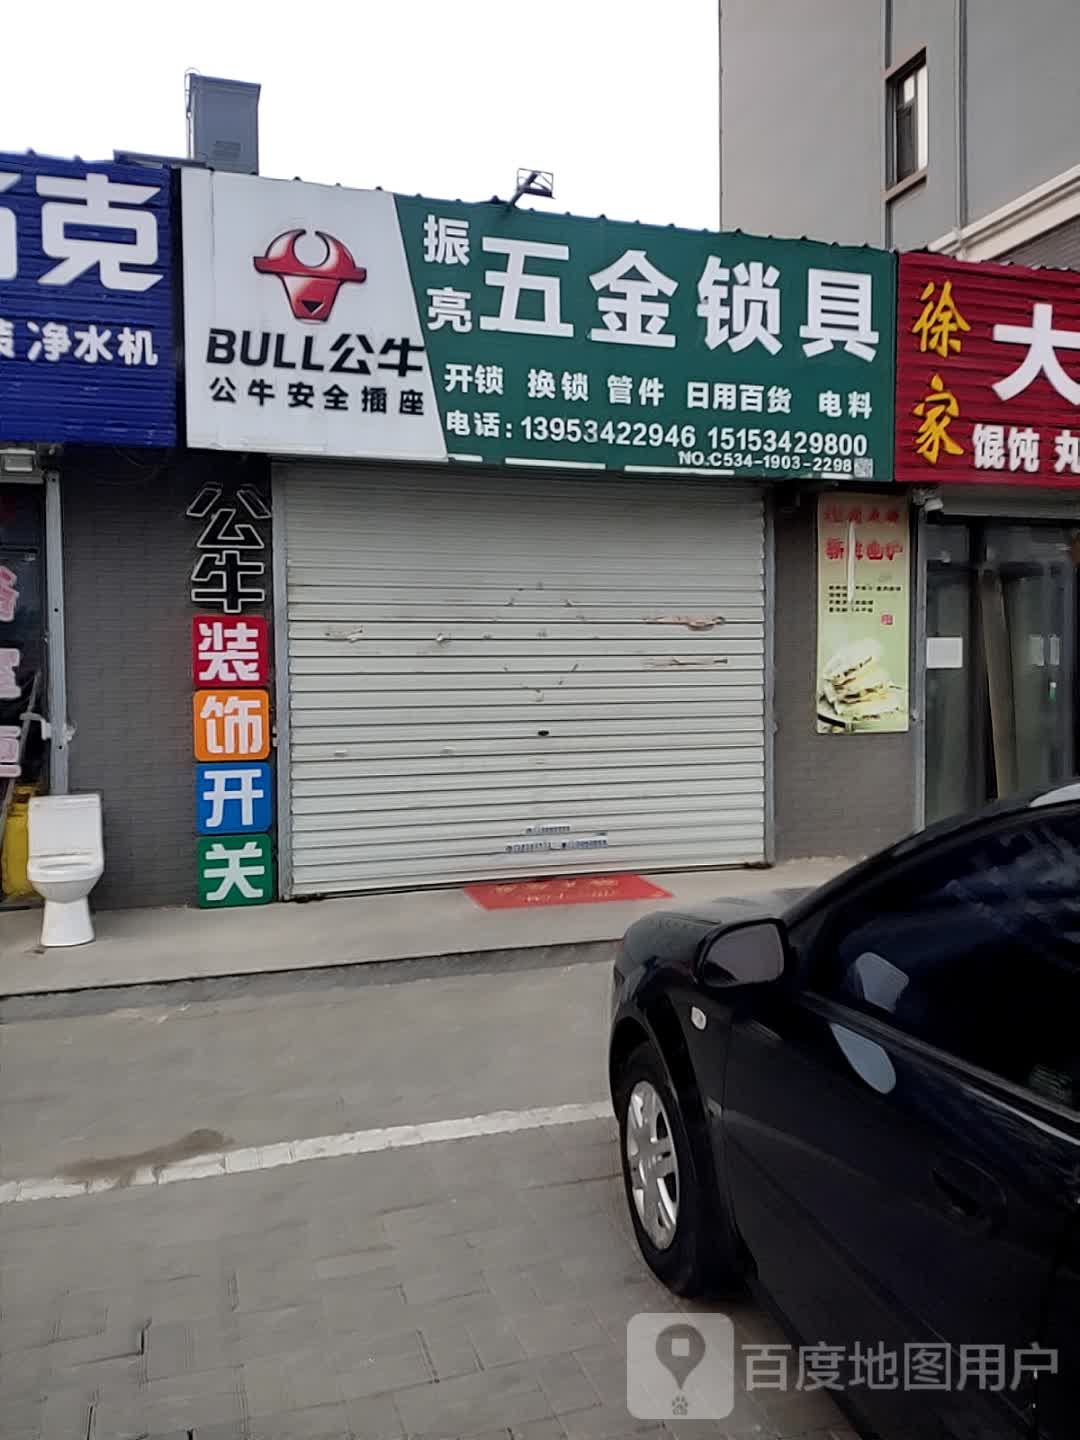 克
净水机
BULL公牛
公牛安全插座
振亮
五金锁具
开锁 换锁 管件 日用百货 电料
电话: 13953422946 15153429800
NO.C534-1903-2298
徐家
大
馄饨 丸
公牛
装饰开关
百度地图用户